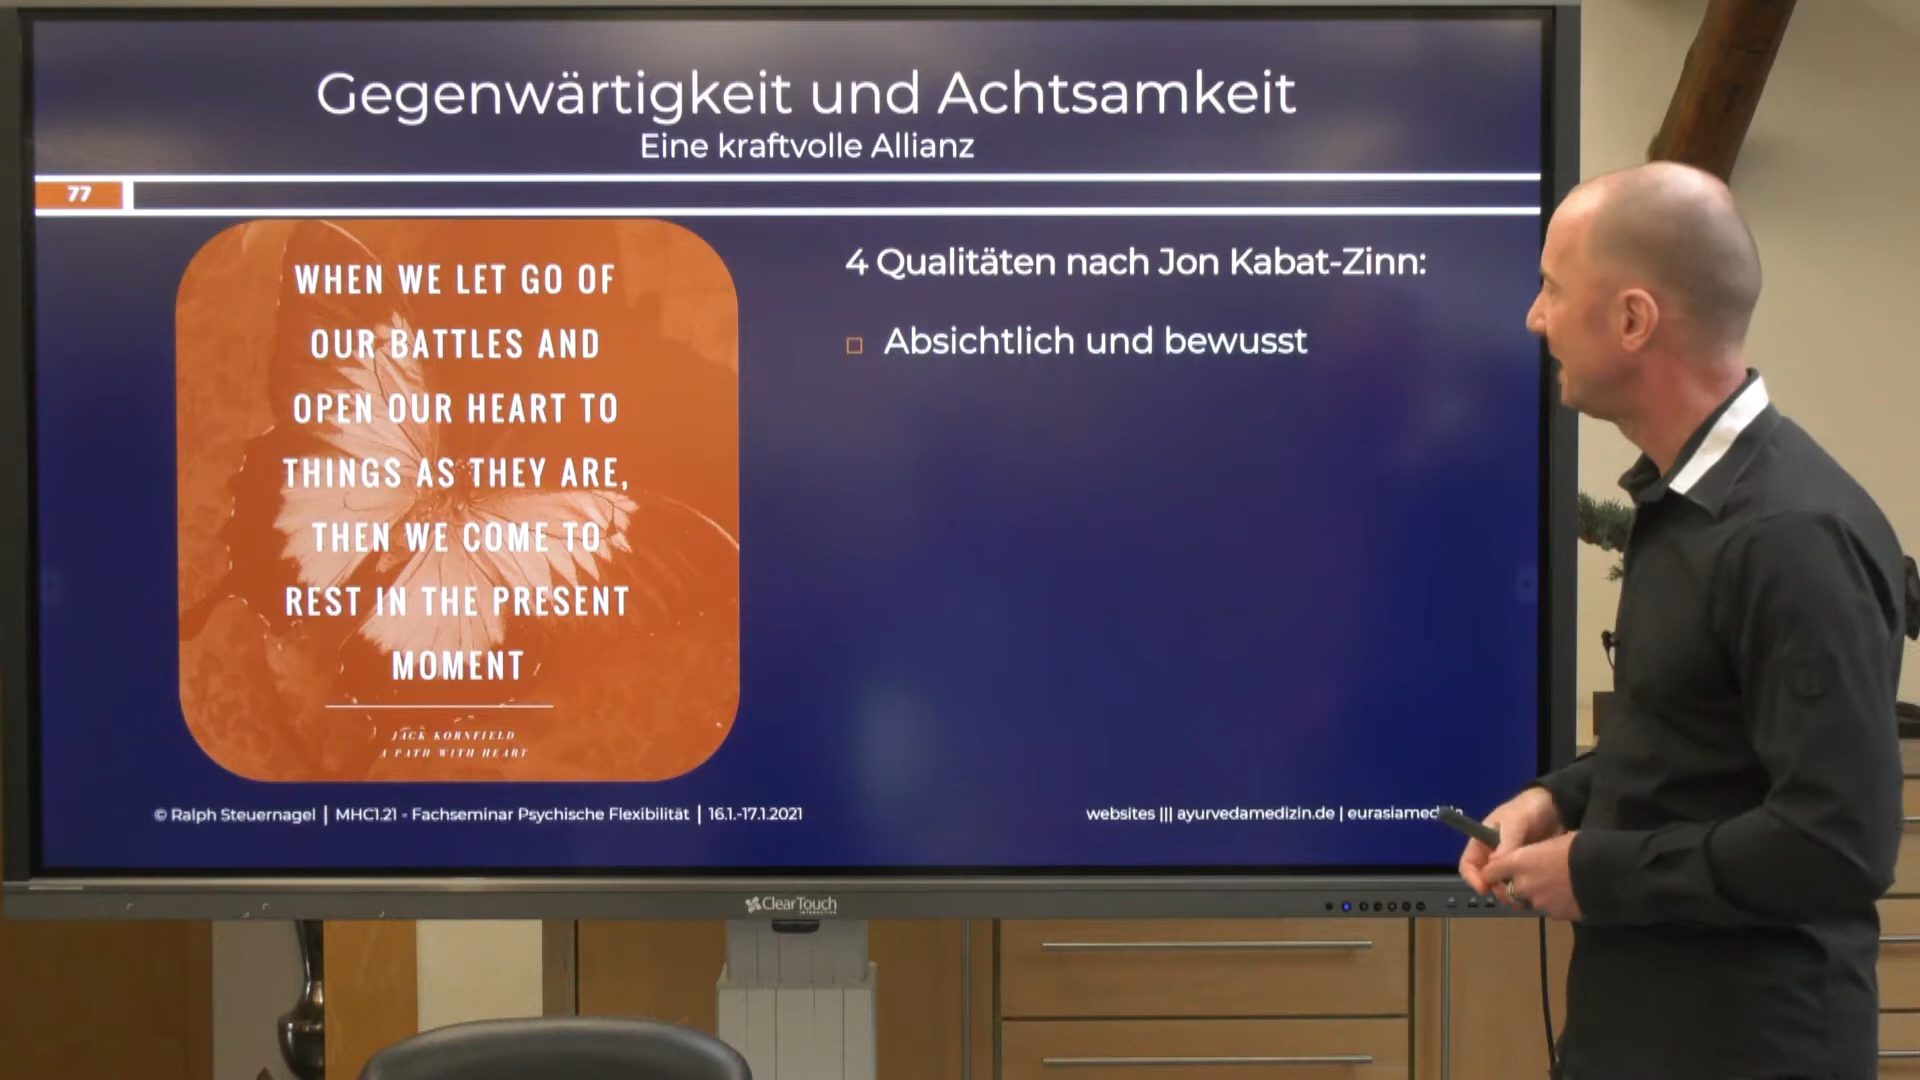 Gegenwärtigkeit und Achtsamkeit
Eine kraftvolle Allianz
77
WHEN WE LET GO OF
OUR BATTLES AND
OPEN OUR HEART TO
THINGS AS THEY ARE,
THEN WE COME TO
REST IN THE PRESENT
MOMENT
JACK KORNFIELD
A PATH WITH HEART
4 Qualitäten nach Jon Kabat-Zinn:
Absichtlich und bewusst
© Ralph Steuernagel | MHC1.21 - Fachseminar Psychische Flexibilität | 16.1.-17.1.2021
websites ||| ayurvedamedizin.de |
ClearTouch
INTERACTIVE